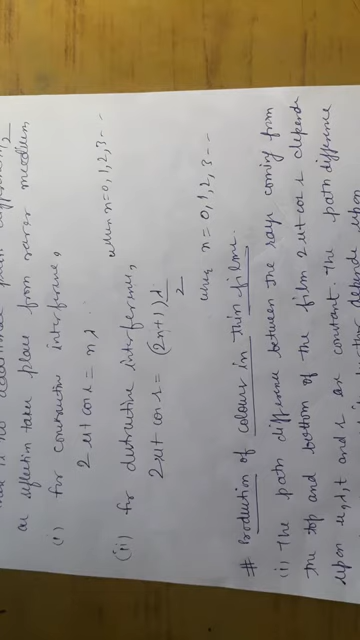 as reflection take place from rarer medium,
(i) for constructive interference,
2μt cos r = nλ. when n=0,1,2,3--
(ii) for destructive interference,
2μt cos r = (2n+1)λ/2
when n = 0,1,2,3--
# Production of colours in thin films.
(i) The path difference between the rays coming from
the top and bottom of the film 2μt cos r depends
upon μ, λ, t and r are constant. The path difference